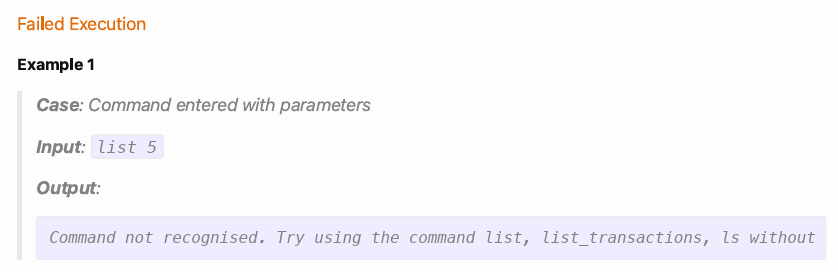 Failed Execution
Example 1
Case: Command entered with parameters
Input: list 5
Output:
Command not recognised. Try using the command list, list_transactions, ls without